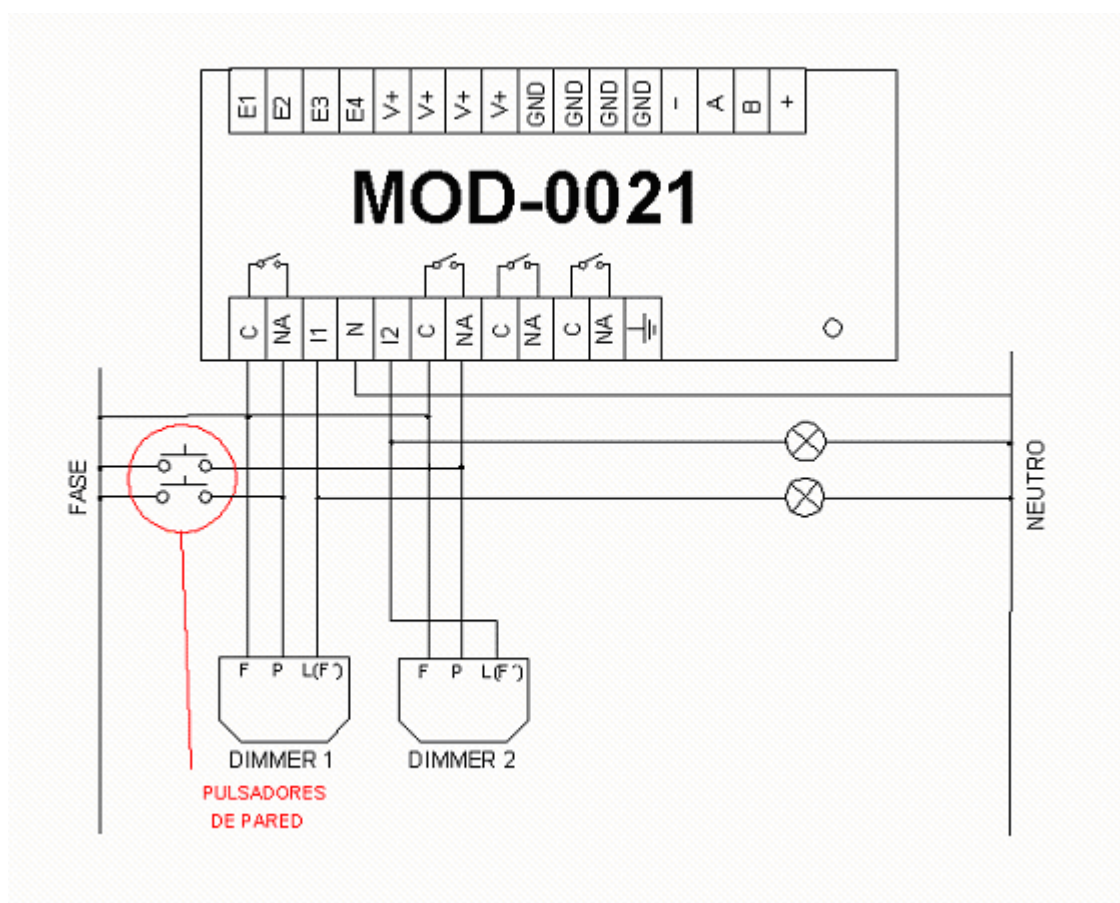 E1 E2 E3 E4 V+ V+ V+ V+ GND GND GND GND - A B +
MOD-0021
C NA I1 N I2 C NA C NA C NA
FASE
NEUTRO
F P L(F´)
F P L(F´)
DIMMER 1
DIMMER 2
PULSADORES
DE PARED